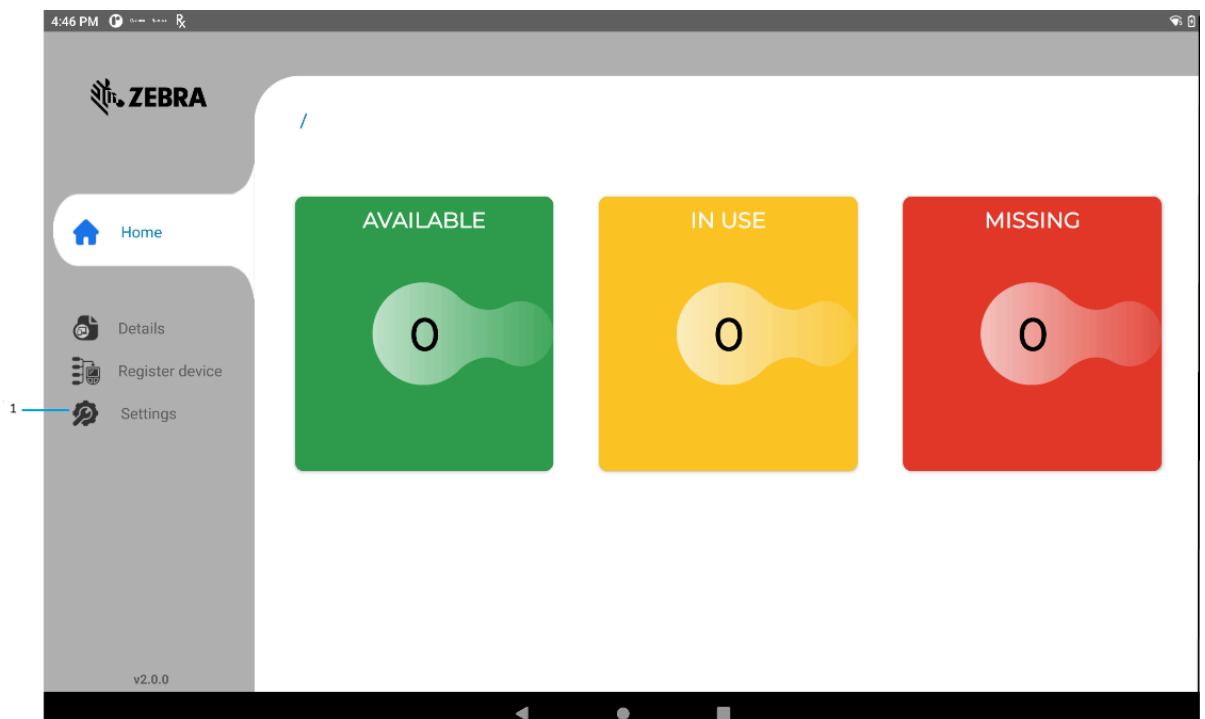 4:46 PM
ZEBRA
/
Home
Details
Register device
1
Settings
v2.0.0
AVAILABLE
0
IN USE
0
MISSING
0